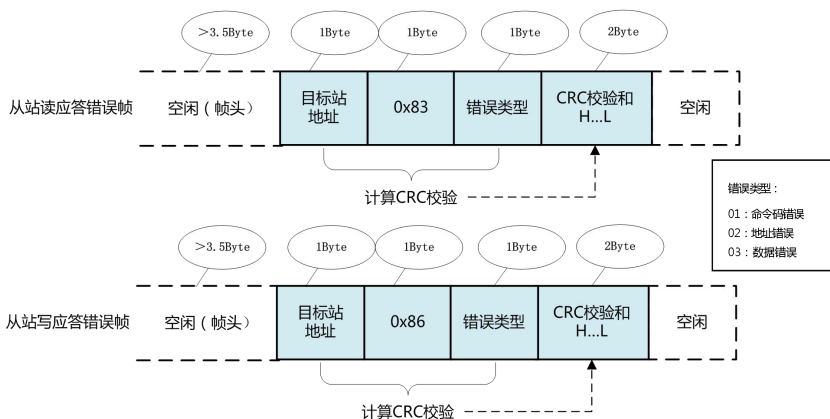 ＞3.5Byte
1Byte
1Byte
1Byte
2Byte
从站读应答错误帧
空闲（帧头）
目标站
地址
0x83
错误类型
CRC校验和
H...L
空闲
计算CRC校验
错误类型：
01：命令码错误
02：地址错误
03：数据错误
＞3.5Byte
1Byte
1Byte
1Byte
2Byte
从站写应答错误帧
空闲（帧头）
目标站
地址
0x86
错误类型
CRC校验和
H...L
空闲
计算CRC校验